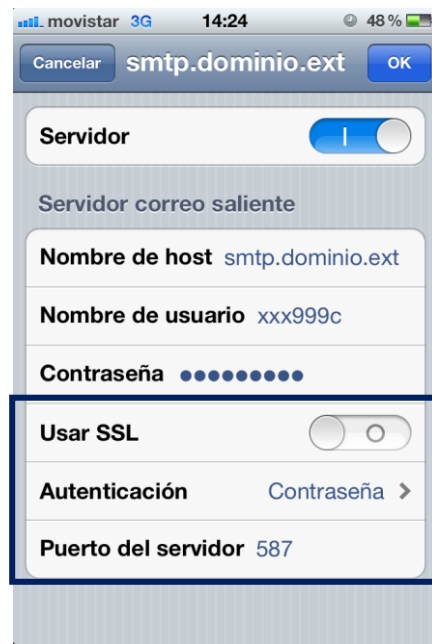 movistar 3G 14:24 48 %
Cancelar smtp.dominio.ext OK
Servidor
Servidor correo saliente
Nombre de host smtp.dominio.ext
Nombre de usuario xxx999c
Contraseña ●●●●●●●●●
Usar SSL
Autenticación Contraseña >
Puerto del servidor 587